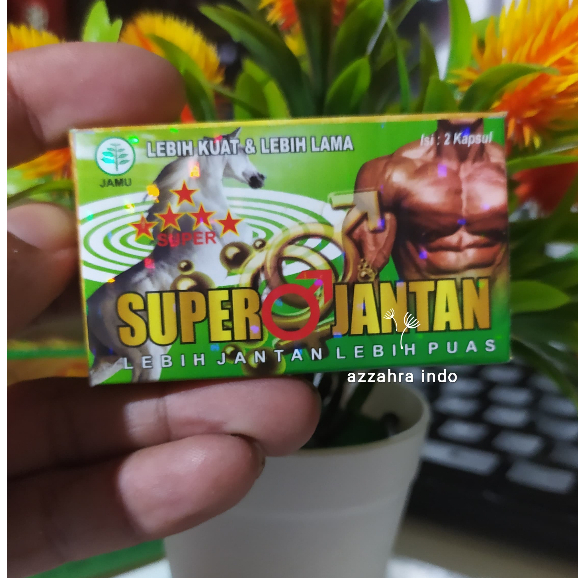 LEBIH KUAT & LEBIH LAMA
Isi : 2 Kapsul
JAMU
SUPER
SUPER JANTAN
LEBIH JANTAN LEBIH PUAS
azzahra indo